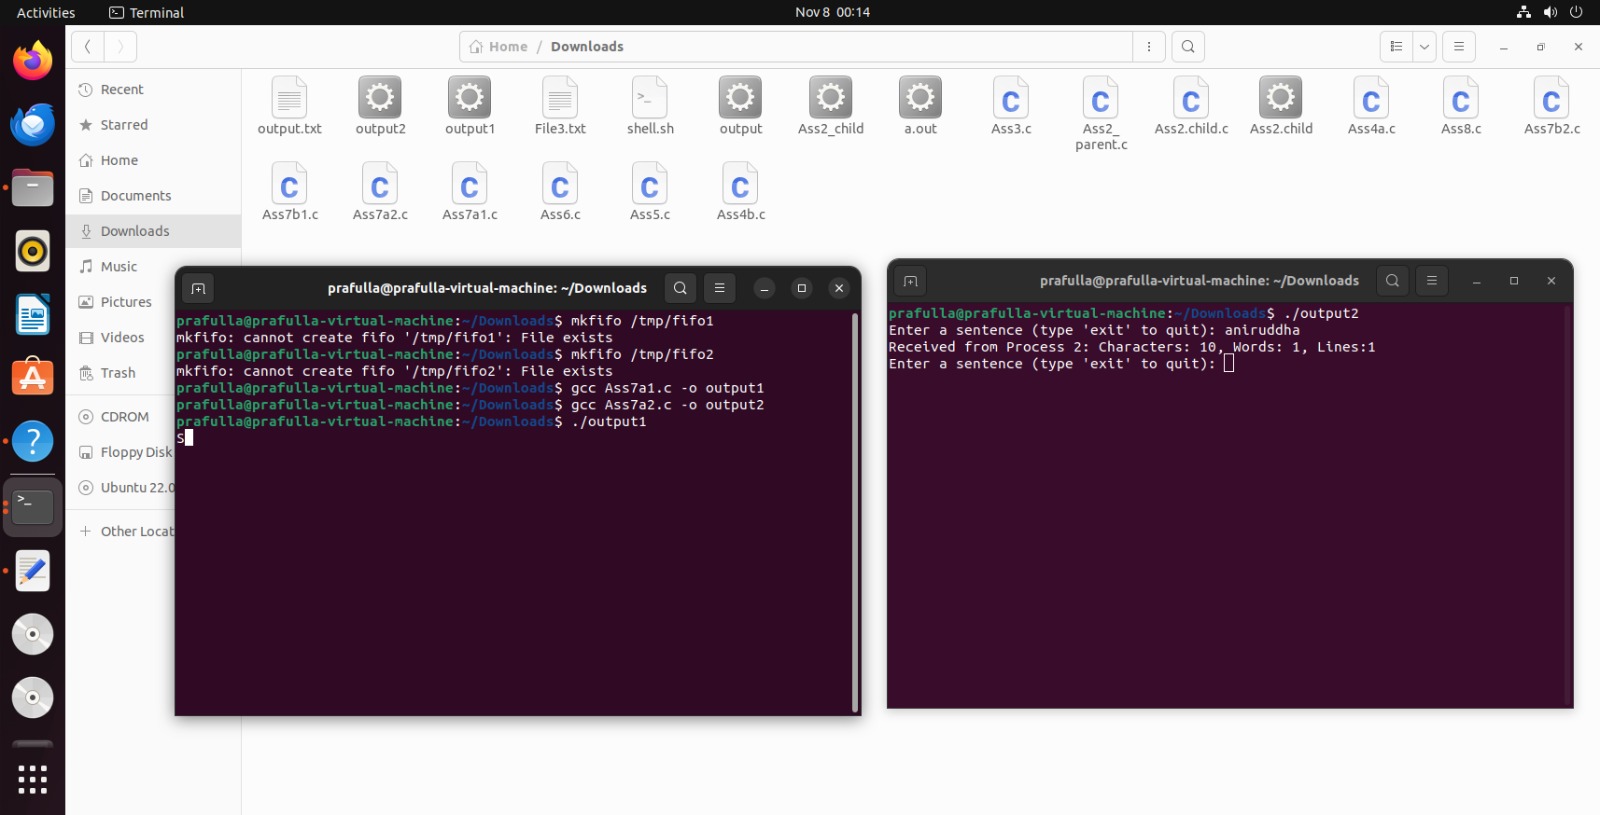 Activities
Terminal
Nov 8 00:14
Home / Downloads
Recent
Starred
Home
Documents
Downloads
Music
Pictures
Videos
Trash
CDROM
Floppy Disk
Ubuntu 22.0
+ Other Locat
output.txt
output2
output1
File3.txt
shell.sh
output
Ass2_child
a.out
Ass3.c
Ass2_
parent.c
Ass2.child.c
Ass2.child
Ass4a.c
Ass8.c
Ass7b2.c
Ass7b1.c
Ass7a2.c
Ass7a1.c
Ass6.c
Ass5.c
Ass4b.c
prafulla@prafulla-virtual-machine: ~/Downloads
prafulla@prafulla-virtual-machine:~/Downloads$ mkfifo /tmp/fifo1
mkfifo: cannot create fifo '/tmp/fifo1': File exists
prafulla@prafulla-virtual-machine:~/Downloads$ mkfifo /tmp/fifo2
mkfifo: cannot create fifo '/tmp/fifo2': File exists
prafulla@prafulla-virtual-machine:~/Downloads$ gcc Ass7a1.c -o output1
prafulla@prafulla-virtual-machine:~/Downloads$ gcc Ass7a2.c -o output2
prafulla@prafulla-virtual-machine:~/Downloads$ ./output1
S
prafulla@prafulla-virtual-machine: ~/Downloads
prafulla@prafulla-virtual-machine:~/Downloads$ ./output2
Enter a sentence (type 'exit' to quit): aniruddha
Received from Process 2: Characters: 10, Words: 1, Lines:1
Enter a sentence (type 'exit' to quit):